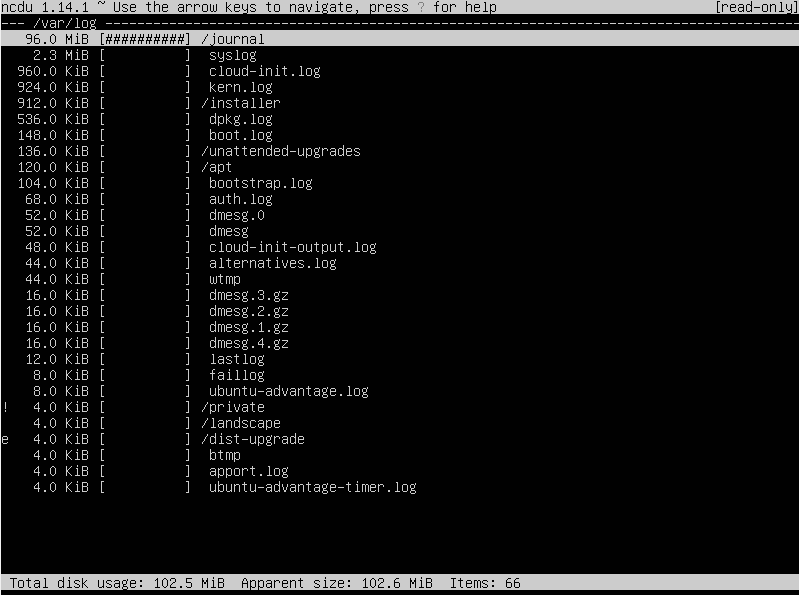 ncdu 1.14.1 ~ Use the arrow keys to navigate, press ? for help [read-only]
--- /var/log ----------------------------------------------------------------------------------------
96.0 MiB [##########] /journal
2.3 MiB [          ]  syslog
960.0 KiB [          ]  cloud-init.log
924.0 KiB [          ]  kern.log
912.0 KiB [          ] /installer
536.0 KiB [          ]  dpkg.log
148.0 KiB [          ]  boot.log
136.0 KiB [          ] /unattended-upgrades
120.0 KiB [          ] /apt
104.0 KiB [          ]  bootstrap.log
68.0 KiB [          ]  auth.log
52.0 KiB [          ]  dmesg.0
52.0 KiB [          ]  dmesg
48.0 KiB [          ]  cloud-init-output.log
44.0 KiB [          ]  alternatives.log
44.0 KiB [          ]  wtmp
16.0 KiB [          ]  dmesg.3.gz
16.0 KiB [          ]  dmesg.2.gz
16.0 KiB [          ]  dmesg.1.gz
16.0 KiB [          ]  dmesg.4.gz
12.0 KiB [          ]  lastlog
8.0 KiB [          ]  faillog
8.0 KiB [          ]  ubuntu-advantage.log
! 4.0 KiB [          ] /private
4.0 KiB [          ] /landscape
e 4.0 KiB [          ] /dist-upgrade
4.0 KiB [          ]  btmp
4.0 KiB [          ]  apport.log
4.0 KiB [          ]  ubuntu-advantage-timer.log
Total disk usage: 102.5 MiB  Apparent size: 102.6 MiB  Items: 66